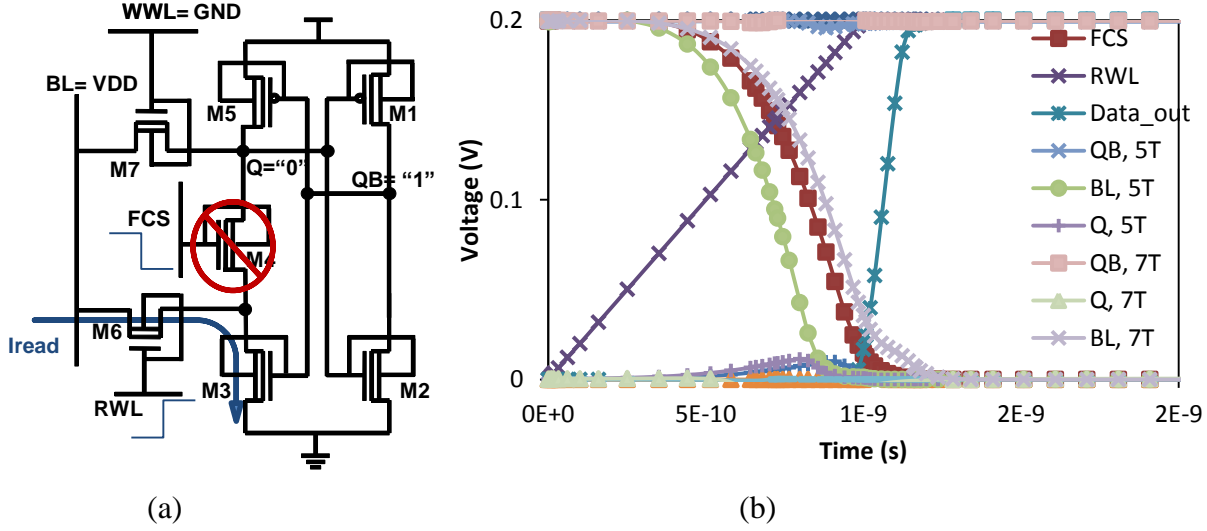 WWL= GND
BL= VDD
M5
M1
M7
Q=“0”
QB= “1”
FCS
M4
M6
Iread
M3
M2
RWL
(a)
Voltage (V)
0.2
0.1
0
0E+0
5E-10
1E-9
2E-9
2E-9
Time (s)
FCS
RWL
Data_out
QB, 5T
BL, 5T
Q, 5T
QB, 7T
Q, 7T
BL, 7T
(b)